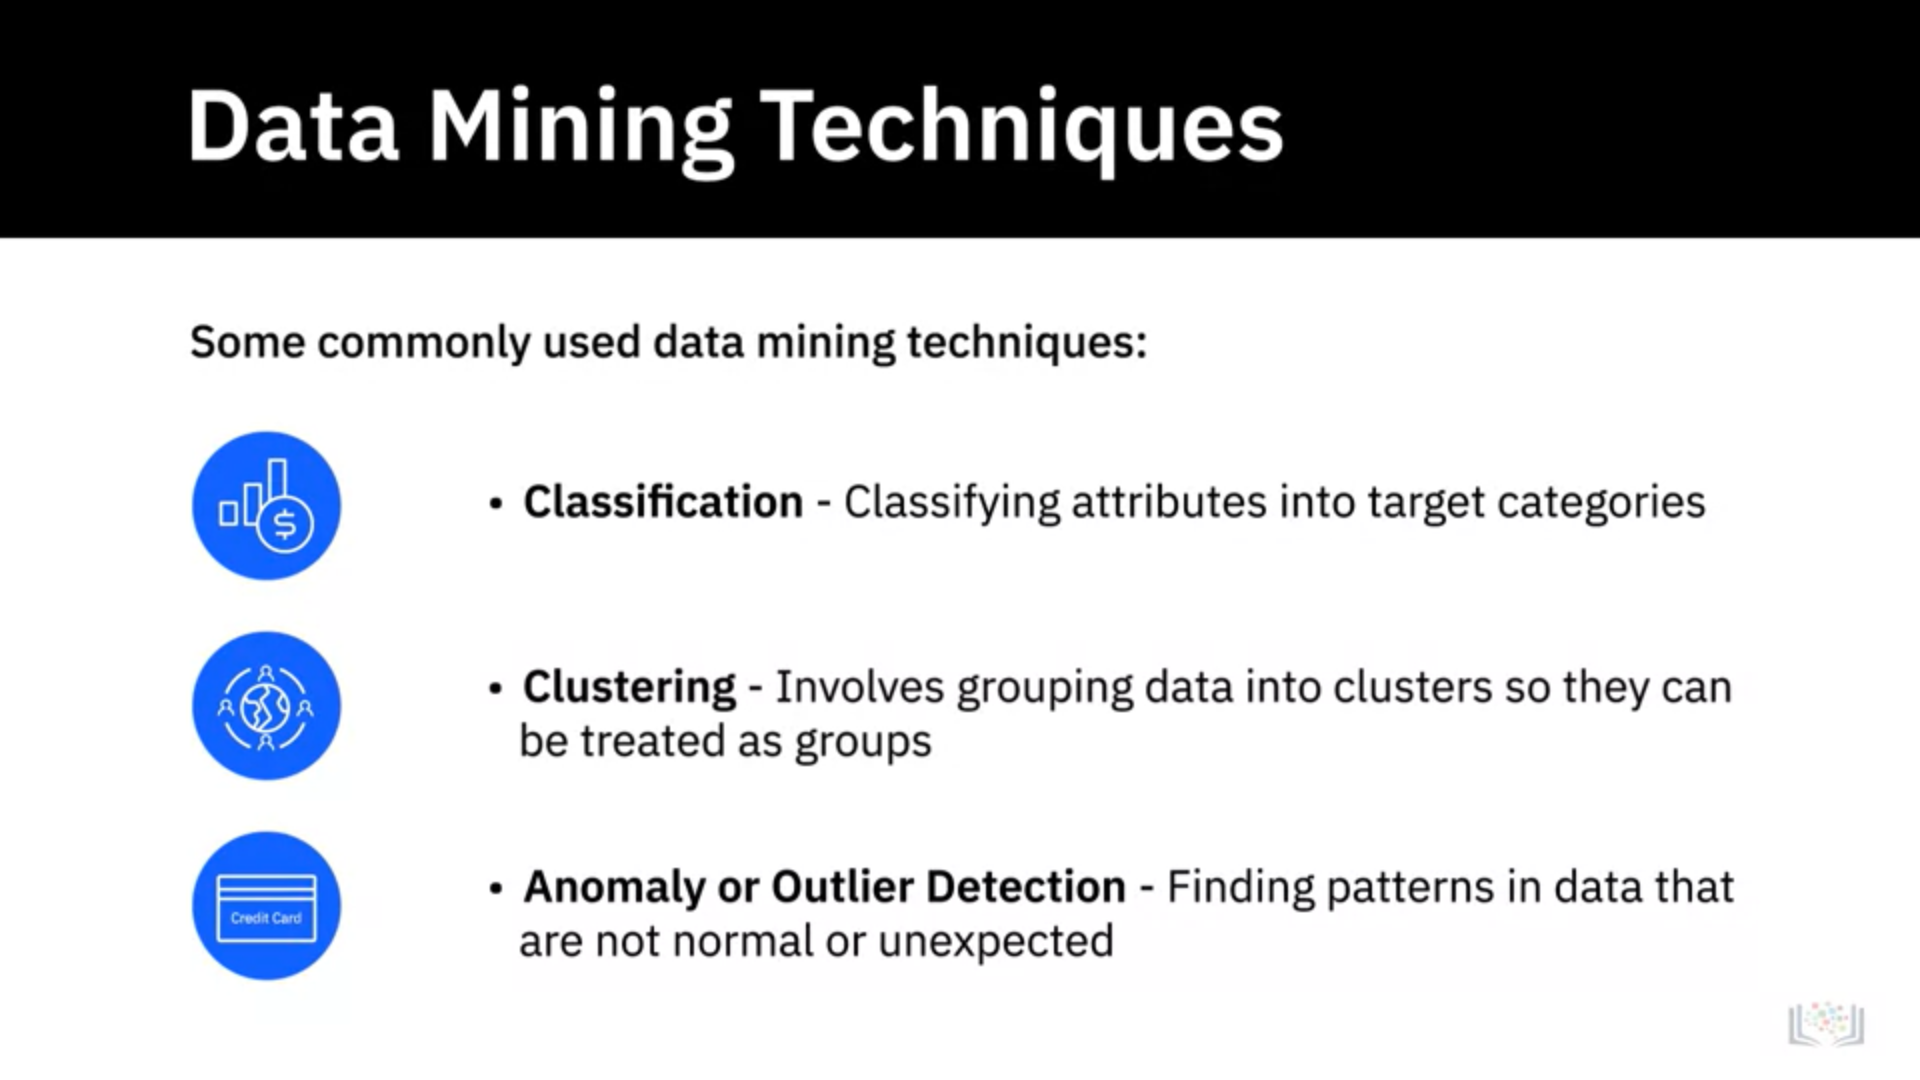 Data Mining Techniques
Some commonly used data mining techniques:
• Classification - Classifying attributes into target categories
• Clustering - Involves grouping data into clusters so they can
be treated as groups
Credit Card
• Anomaly or Outlier Detection - Finding patterns in data that
are not normal or unexpected